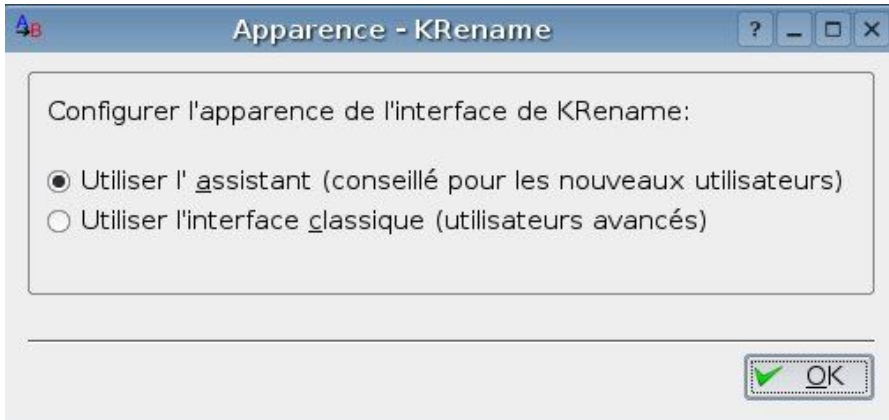 Apparence - KRename
Configurer l'apparence de l'interface de KRename:
Utiliser l' assistant (conseillé pour les nouveaux utilisateurs)
Utiliser l'interface classique (utilisateurs avancés)
OK